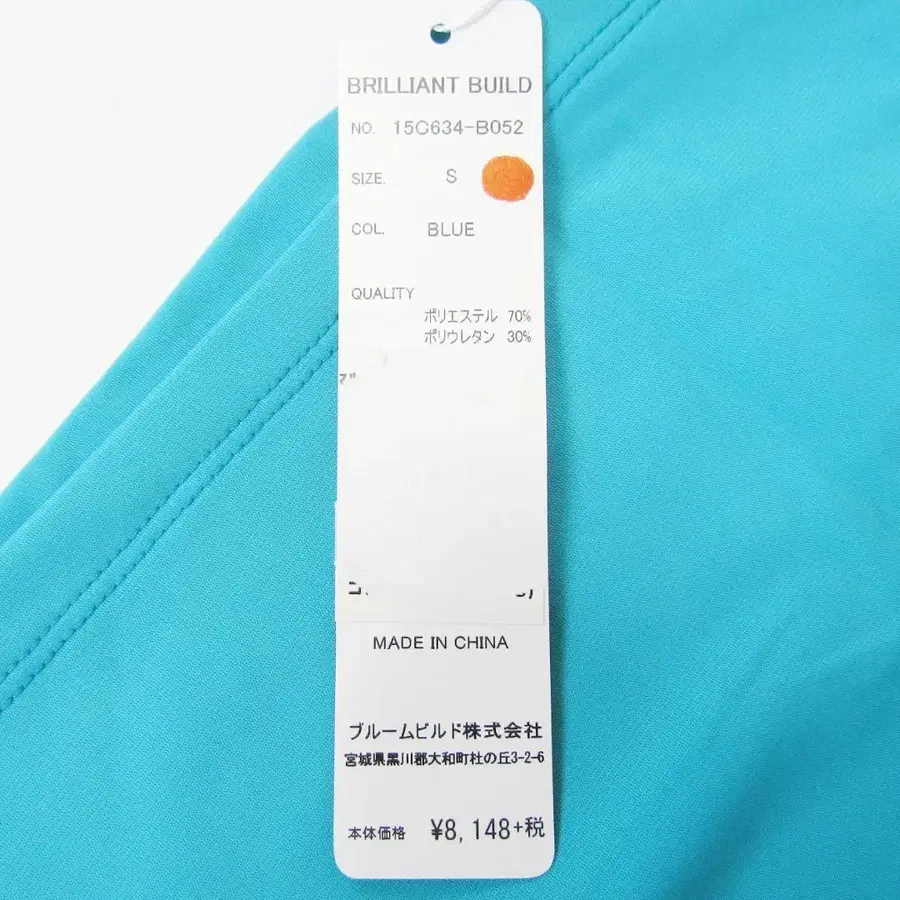 BRILLIANT BUILD
NO. 15C634-B052
SIZE. S
COL. BLUE
QUALITY
ポリエステル 70%
ポリウレタン 30%
MADE IN CHINA
ブルームビルド株式会社
宮城県黒川郡大和町杜の丘3-2-6
本体価格 ¥8,148+税